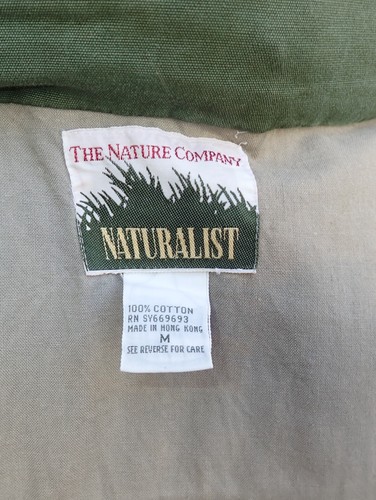 THE NATURE COMPANY
NATURALIST
100% COTTON
RN SY669693
MADE IN HONG KONG
M
SEE REVERSE FOR CARE